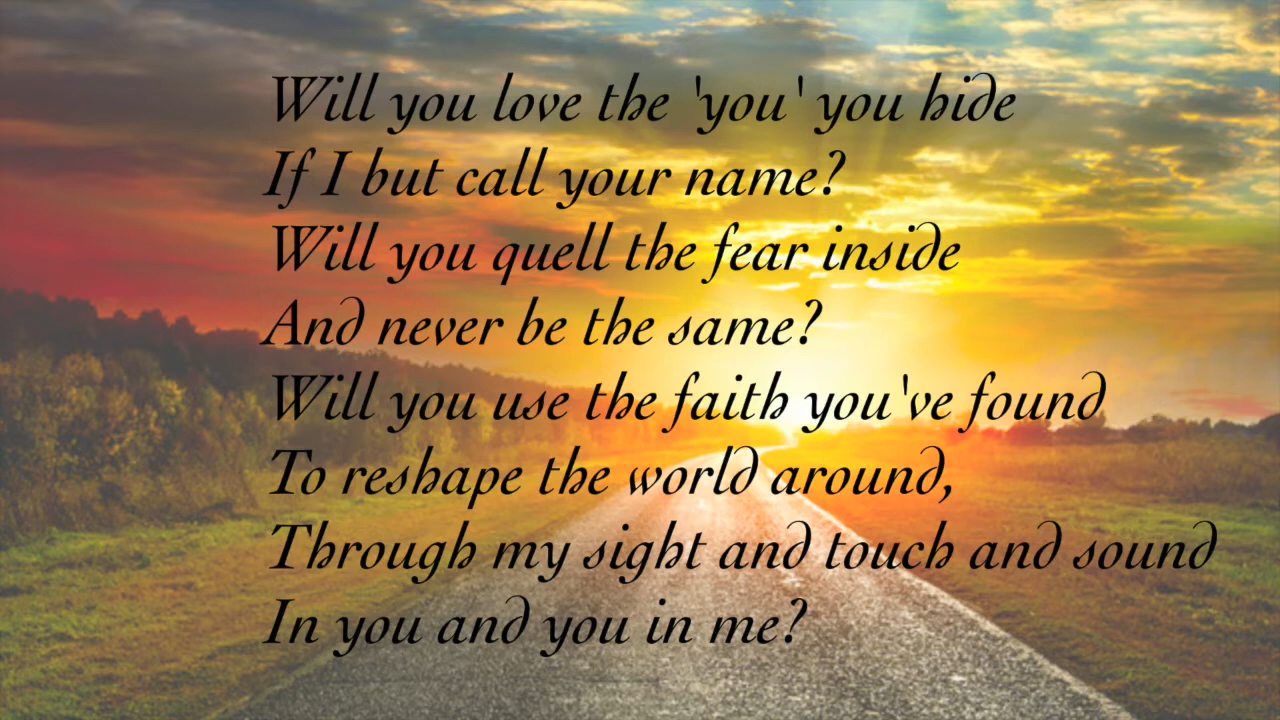 Will you love the 'you' you hide
If I but call your name?
Will you quell the fear inside
And never be the same?
Will you use the faith you've found
To reshape the world around,
Through my sight and touch and sound
In you and you in me?